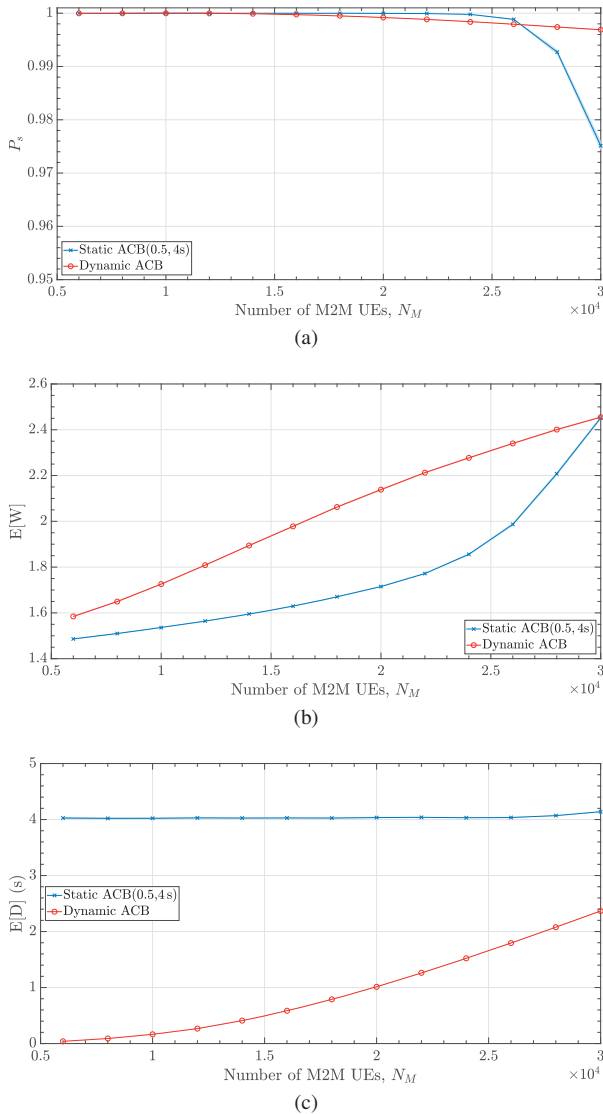 1
0.99
0.98
0.97
0.96
0.95
P_s
Static ACB(0.5, 4s)
Dynamic ACB
0.5 1 1.5 2 2.5 3
Number of M2M UEs, N_M
×10^4
(a)
2.6
2.4
2.2
2
1.8
1.6
1.4
E[W]
Static ACB(0.5, 4s)
Dynamic ACB
0.5 1 1.5 2 2.5 3
Number of M2M UEs, N_M
×10^4
(b)
5
4
3
2
1
0
E[D] (s)
Static ACB(0.5,4 s)
Dynamic ACB
0.5 1 1.5 2 2.5 3
Number of M2M UEs, N_M
×10^4
(c)